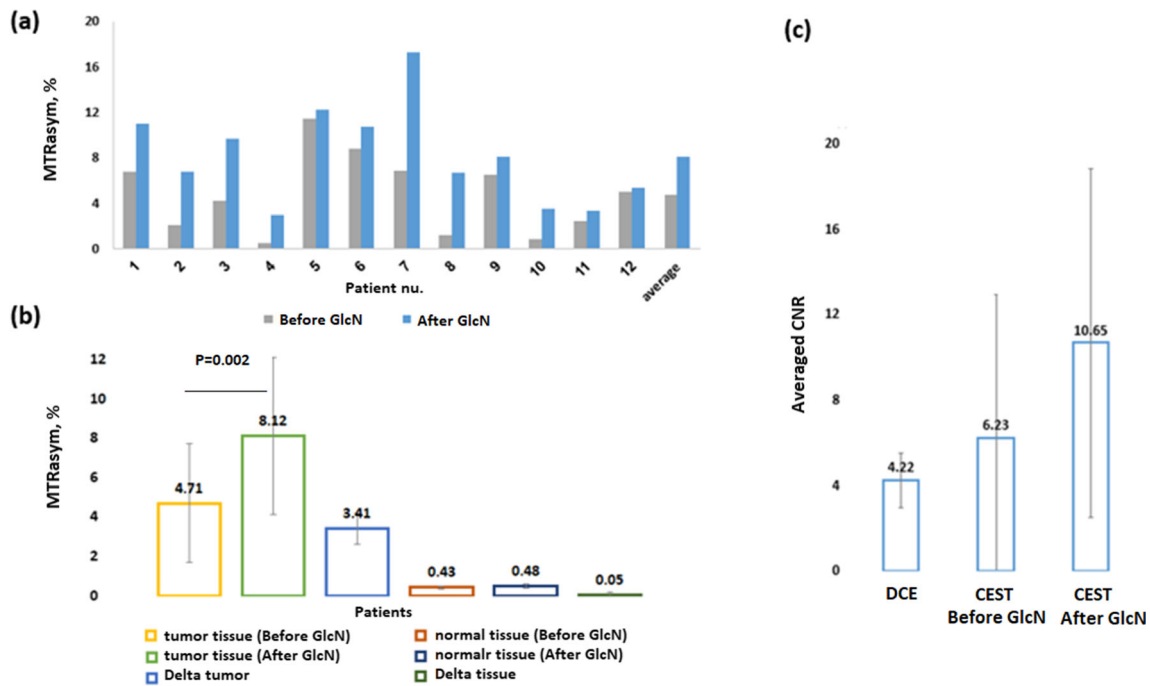 (a)
MTRasym, %
20
16
12
8
4
0
1 2 3 4 5 6 7 8 9 10 11 12 average
Patient nu.
Before GlcN After GlcN
(b)
MTRasym, %
12
10
8
6
4
2
0
P=0.002
4.71
8.12
3.41
0.43
0.48
0.05
Patients
tumor tissue (Before GlcN)
tumor tissue (After GlcN)
Delta tumor
normal tissue (Before GlcN)
normalr tissue (After GlcN)
Delta tissue
(c)
Averaged CNR
20
16
12
8
4
0
4.22
6.23
10.65
DCE
CEST
Before GlcN
CEST
After GlcN